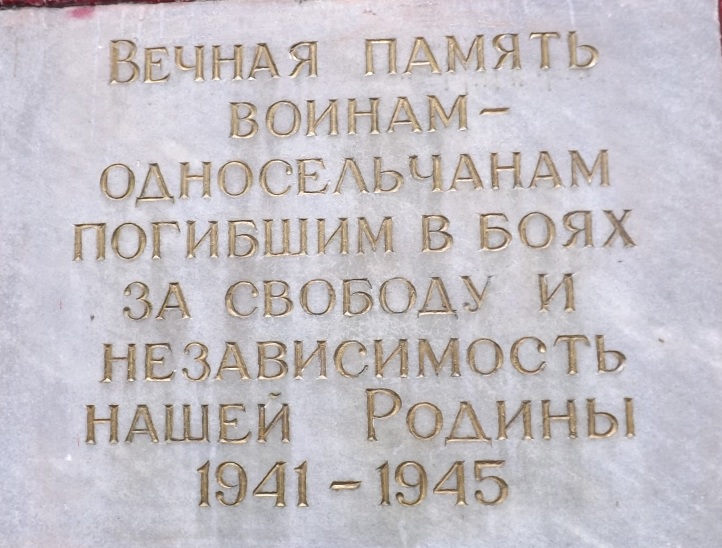 Вечная память
воинам–
односельчанам
погибшим в боях
за свободу и
независимость
нашей Родины
1941 – 1945